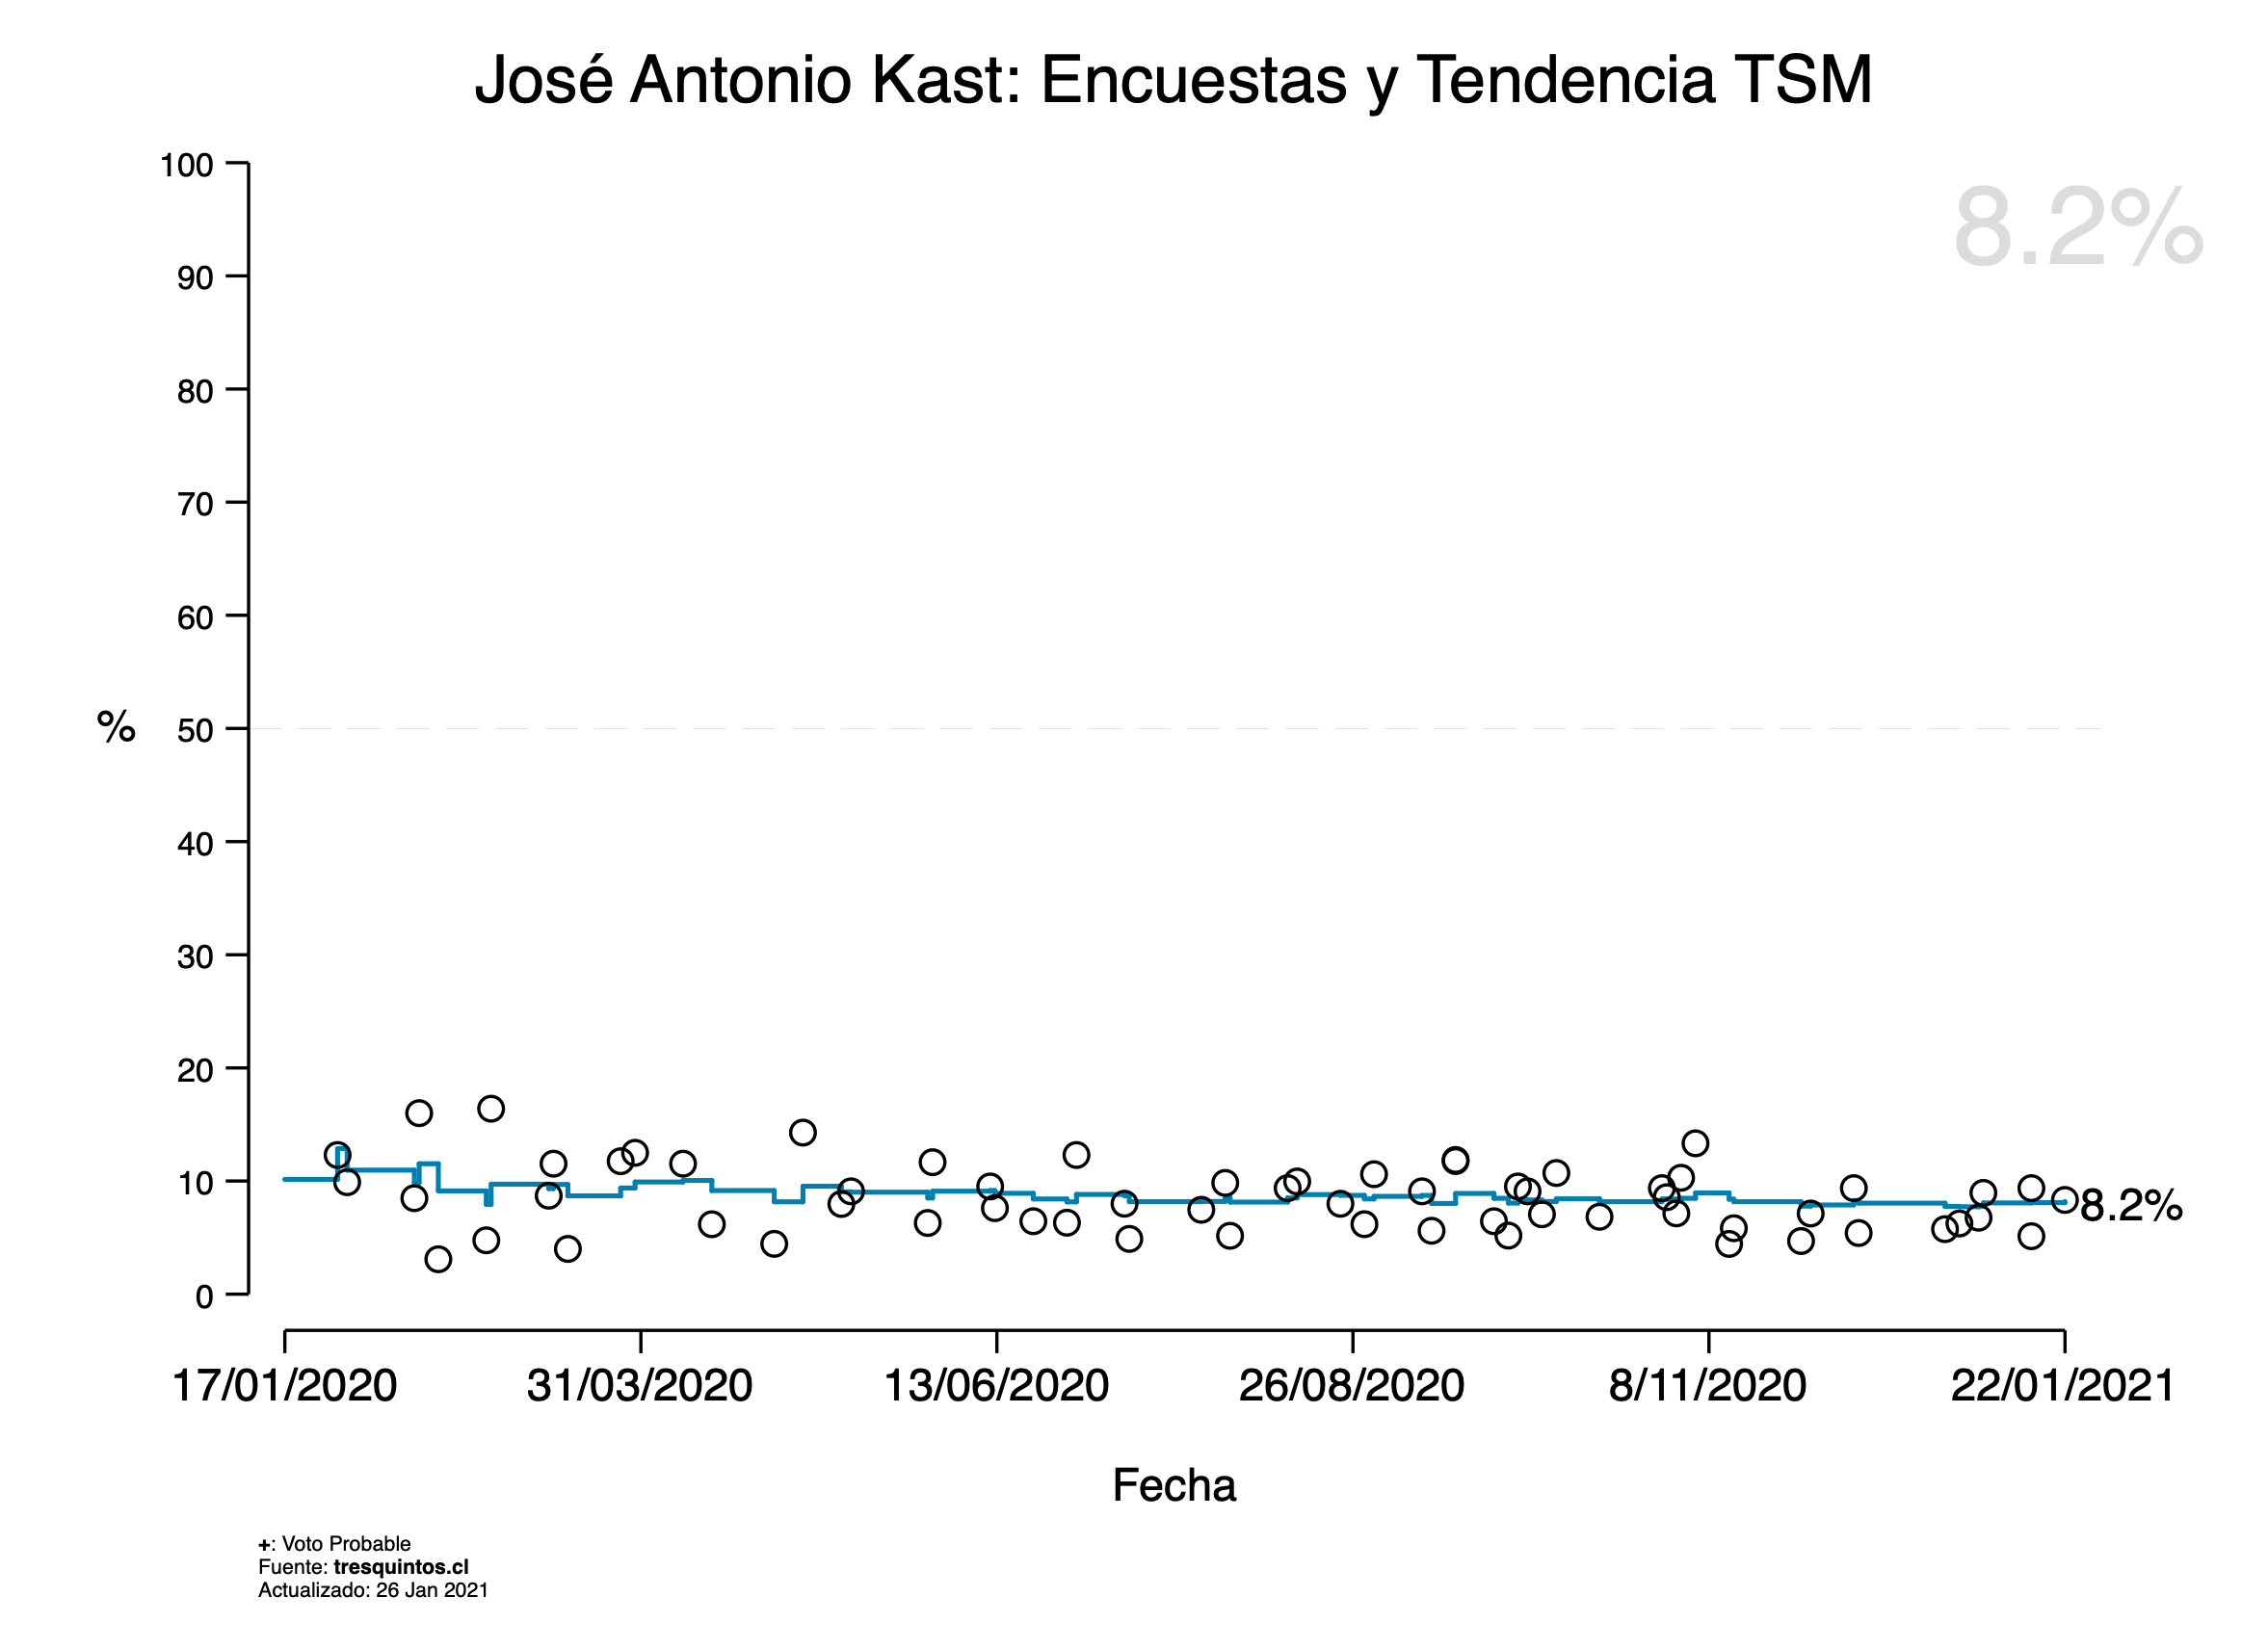 José Antonio Kast: Encuestas y Tendencia TSM
8.2%
100
90
80
70
60
% 50
40
30
20
10
0
8.2%
17/01/2020 31/03/2020 13/06/2020 26/08/2020 8/11/2020 22/01/2021
Fecha
+: Voto Probable
Fuente: tresquintos.cl
Actualizado: 26 Jan 2021